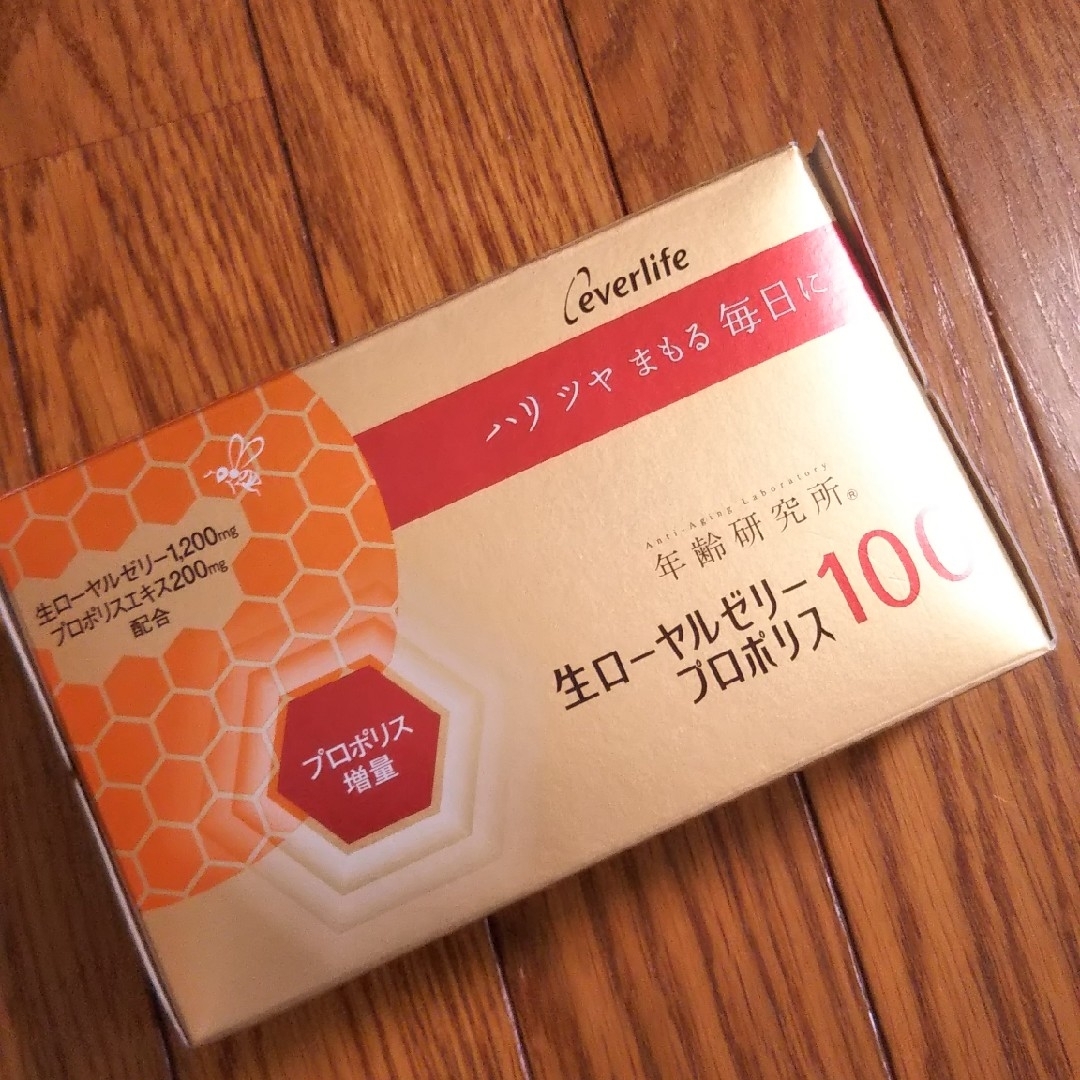 everlife
ハリ ツヤ まもる 毎日に
Anti-Aging Laboratory
年齢研究所®
生ローヤルゼリー
プロポリス
100
生ローヤルゼリー1,200mg
プロポリスエキス200mg
配合
プロポリス
増量